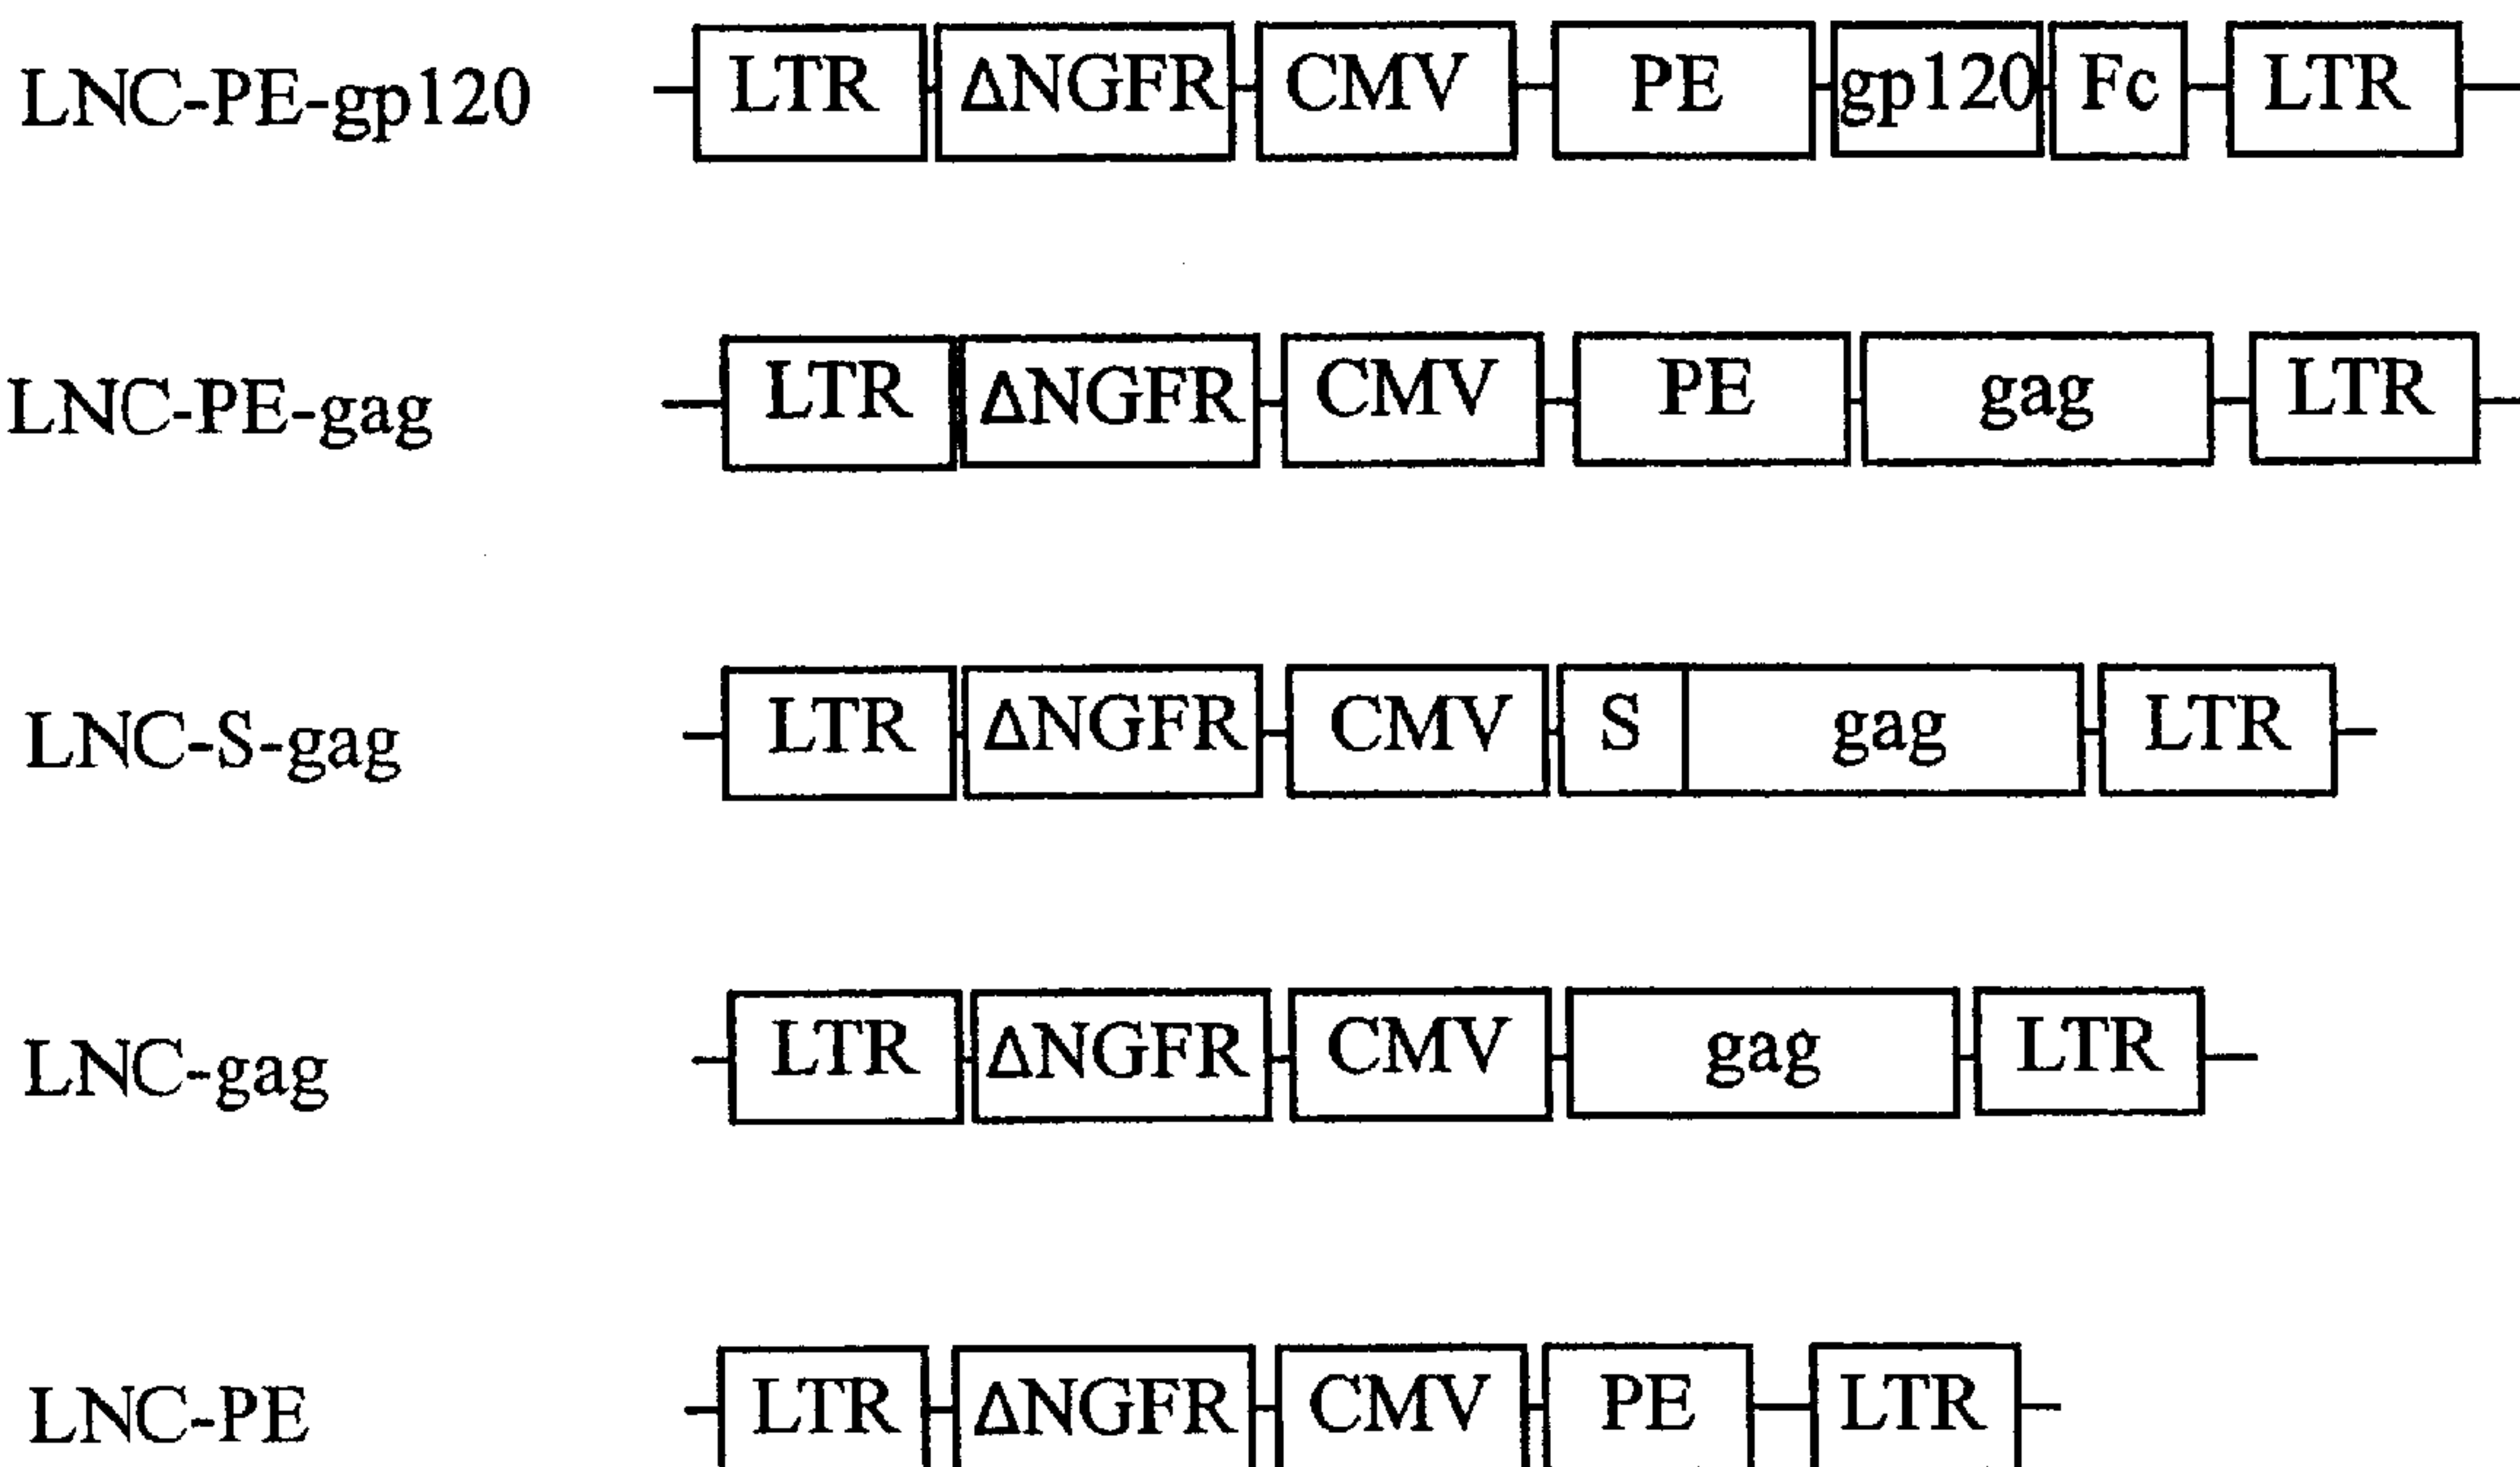 LNC-PE-gp120 LTR ΔNGFR CMV PE gp120 Fc LTR
LNC-PE-gag LTR ΔNGFR CMV PE gag LTR
LNC-S-gag LTR ΔNGFR CMV S gag LTR
LNC-gag LTR ΔNGFR CMV gag LTR
LNC-PE LTR ΔNGFR CMV PE LTR